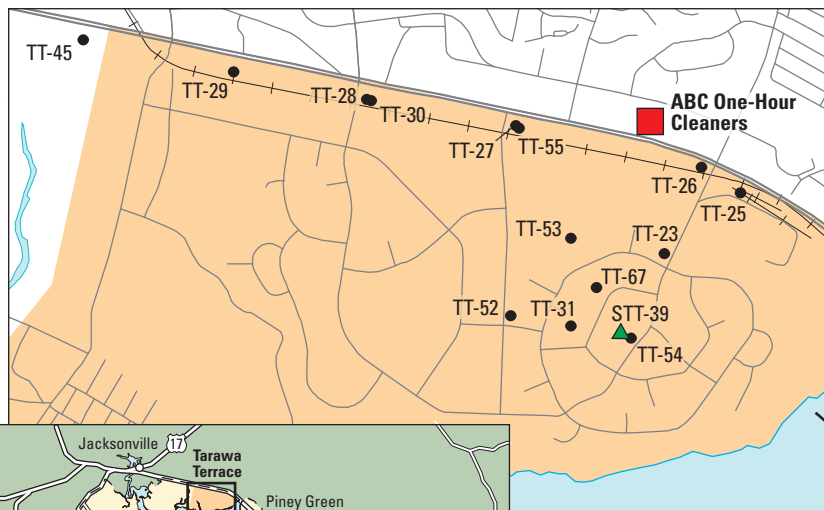 TT-45
TT-29
TT-28
TT-30
ABC One-Hour
Cleaners
TT-27
TT-55
TT-26
TT-25
TT-53
TT-23
TT-67
TT-52
TT-31
STT-39
TT-54
Jacksonville
17
Tarawa
Terrace
Piney Green